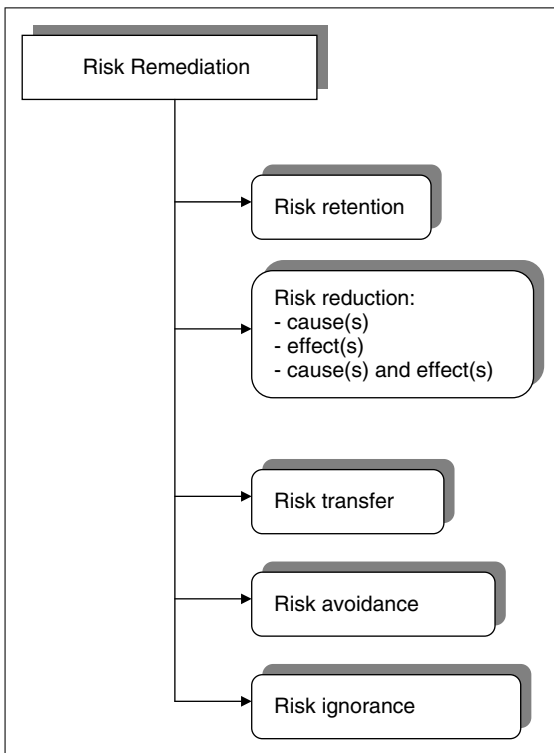 Risk Remediation
Risk retention
Risk reduction:
- cause(s)
- effect(s)
- cause(s) and effect(s)
Risk transfer
Risk avoidance
Risk ignorance